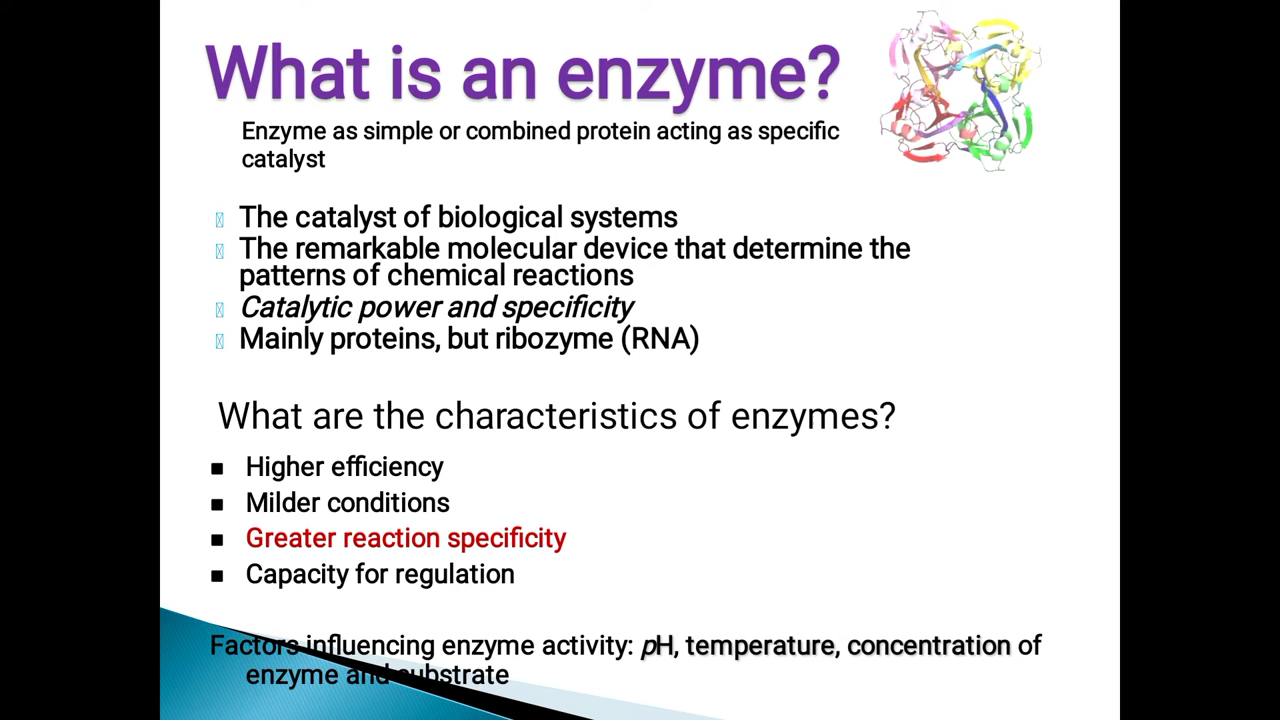 What is an enzyme?
Enzyme as simple or combined protein acting as specific
catalyst
The catalyst of biological systems
The remarkable molecular device that determine the
patterns of chemical reactions
Catalytic power and specificity
Mainly proteins, but ribozyme (RNA)
What are the characteristics of enzymes?
Higher efficiency
Milder conditions
Greater reaction specificity
Capacity for regulation
Factors influencing enzyme activity: pH, temperature, concentration of
enzyme and substrate